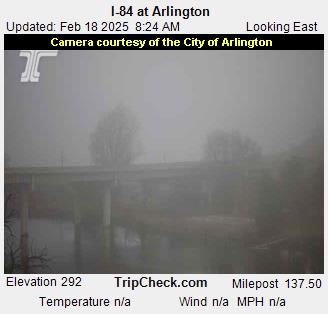 I-84 at Arlington
Updated: Feb 18 2025 8:24 AM Looking East
Camera courtesy of the City of Arlington
Elevation 292 TripCheck.com Milepost 137.50
Temperature n/a Wind n/a MPH n/a